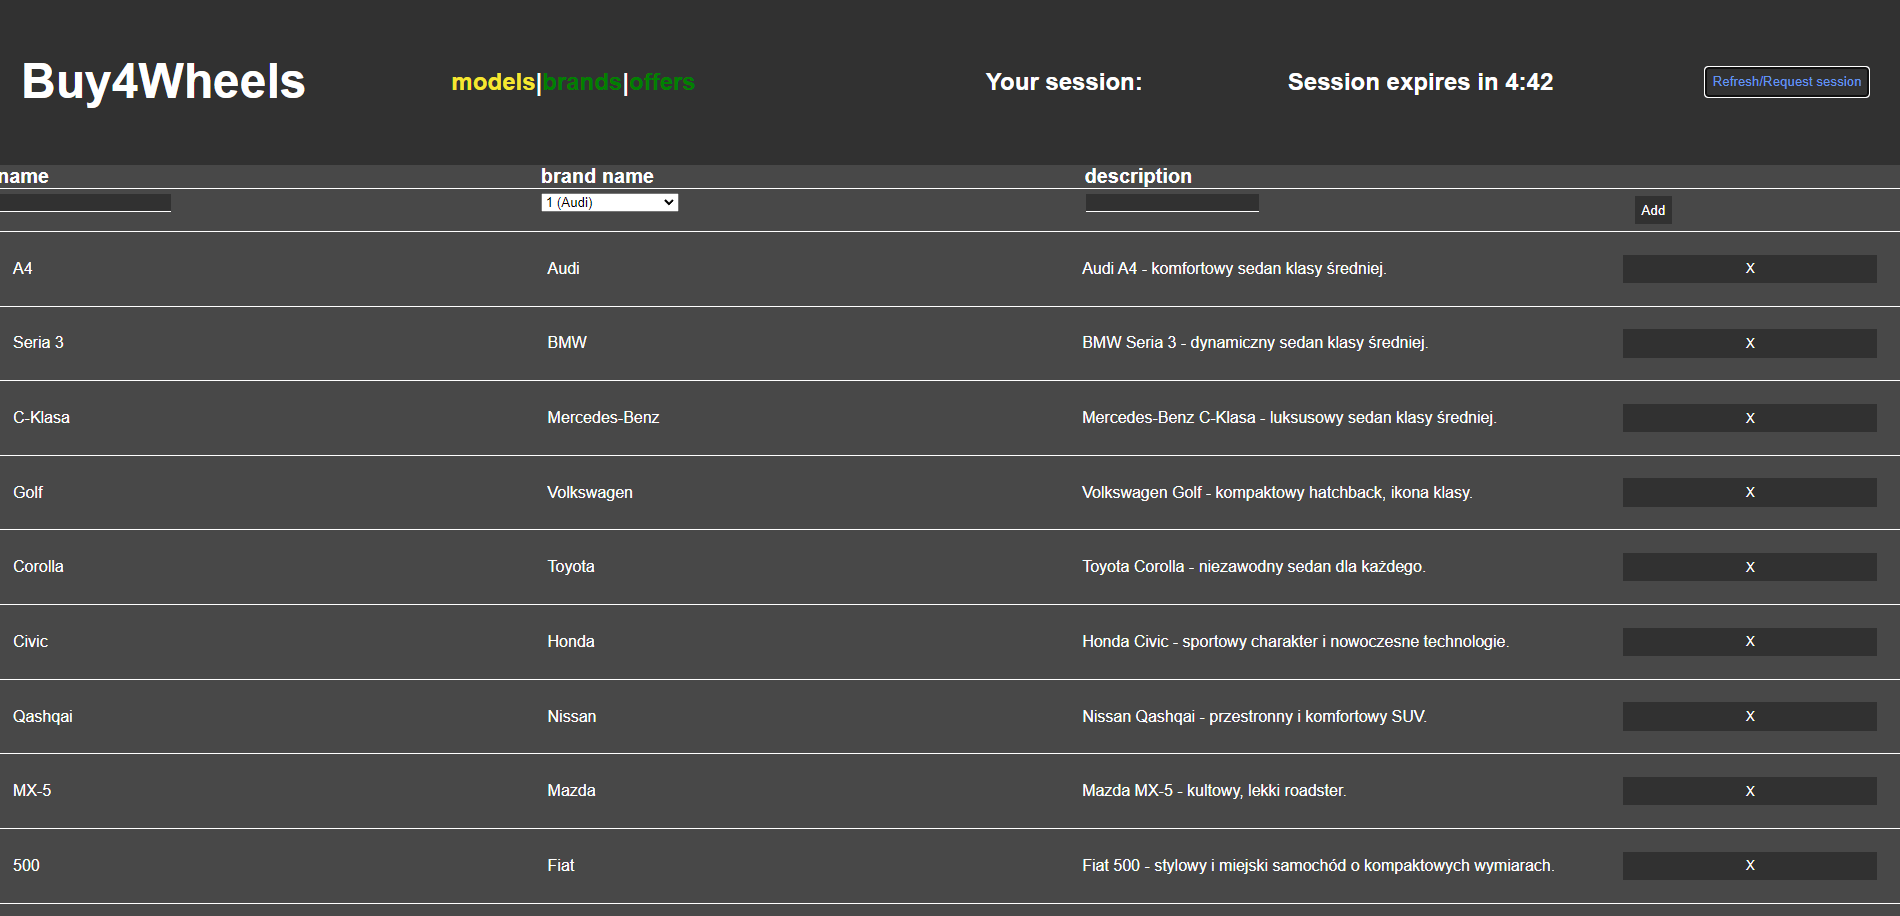 Buy4Wheels models|brands|offers Your session: Session expires in 4:42 Refresh/Request session
name brand name description
1 (Audi) Add
A4 Audi Audi A4 - komfortowy sedan klasy średniej. X
Seria 3 BMW BMW Seria 3 - dynamiczny sedan klasy średniej. X
C-Klasa Mercedes-Benz Mercedes-Benz C-Klasa - luksusowy sedan klasy średniej. X
Golf Volkswagen Volkswagen Golf - kompaktowy hatchback, ikona klasy. X
Corolla Toyota Toyota Corolla - niezawodny sedan dla każdego. X
Civic Honda Honda Civic - sportowy charakter i nowoczesne technologie. X
Qashqai Nissan Nissan Qashqai - przestronny i komfortowy SUV. X
MX-5 Mazda Mazda MX-5 - kultowy, lekki roadster. X
500 Fiat Fiat 500 - stylowy i miejski samochód o kompaktowych wymiarach. X